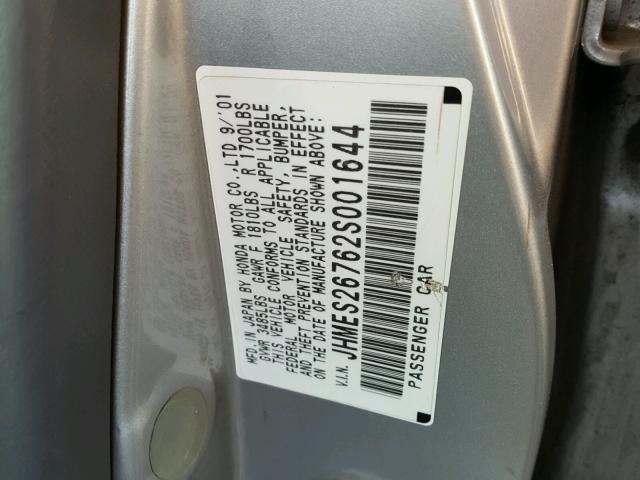 MFD. IN JAPAN BY HONDA MOTOR CO.,LTD 9/'01
GVWR 3485LBS GAWR F 1810LBS R 1700LBS
THIS VEHICLE CONFORMS TO ALL APPLICABLE
FEDERAL MOTOR VEHICLE SAFETY, BUMPER,
AND THEFT PREVENTION STANDARDS IN EFFECT
ON THE DATE OF MANUFACTURE SHOWN ABOVE:
V.I.N. JHMES26762S001644
PASSENGER CAR